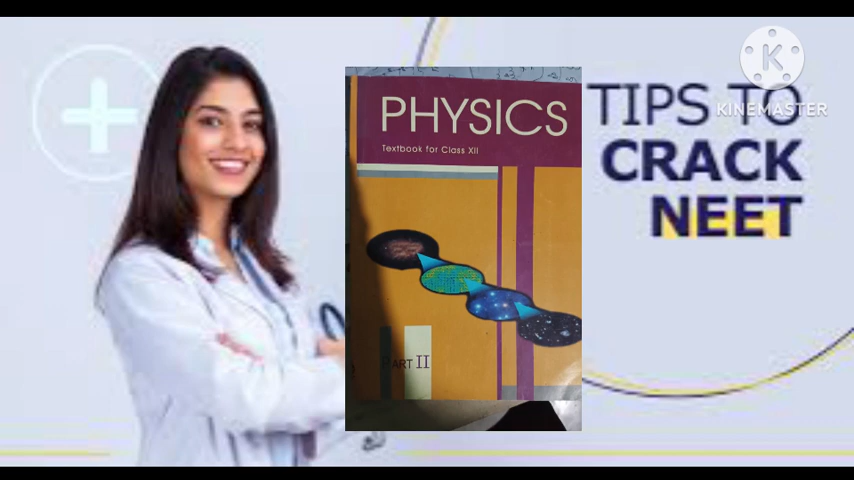 PHYSICS
Textbook for Class XII
PART II
TIPS TO
CRACK
NEET
KINEMASTER